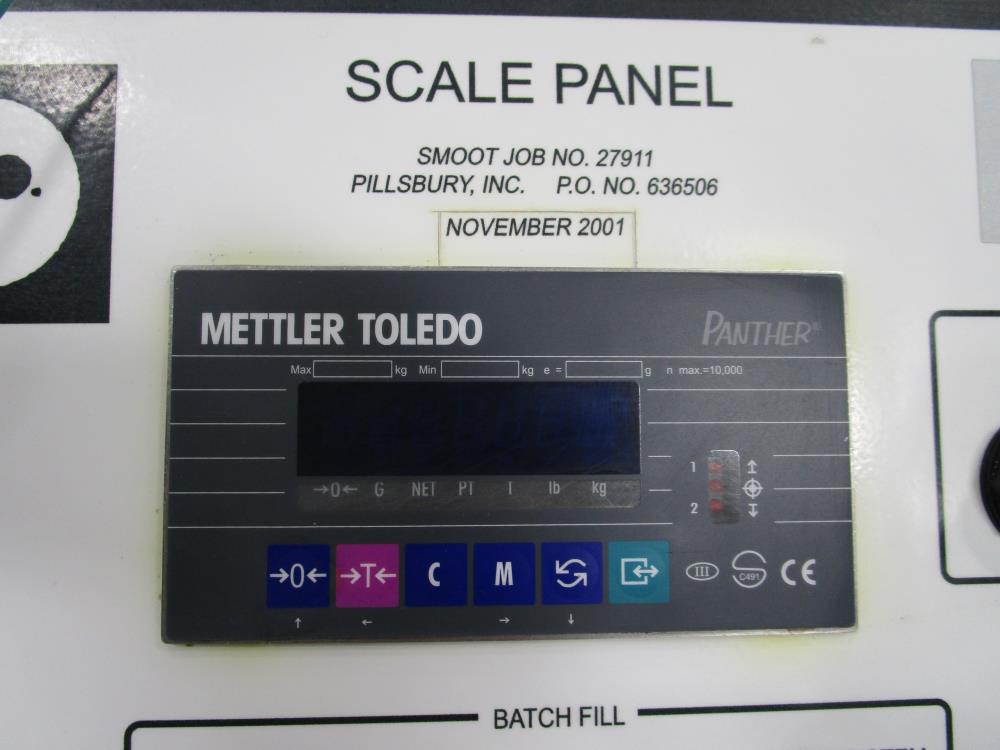 SCALE PANEL
SMOOT JOB NO. 27911
PILLSBURY, INC. P.O. NO. 636506
NOVEMBER 2001
METTLER TOLEDO PANTHER®
Max kg Min kg e = g n max.=10,000
1
2
→0← G NET PT T lb kg
→0← →T← C M
III C491 CE
↑ ← → ↓
BATCH FILL